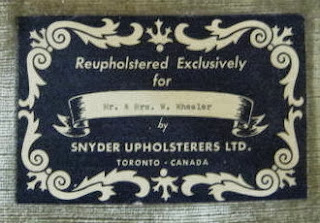 Reupholstered Exclusively
for
Mr. & Mrs. W. Wheeler
by
SNYDER UPHOLSTERERS LTD.
TORONTO - CANADA